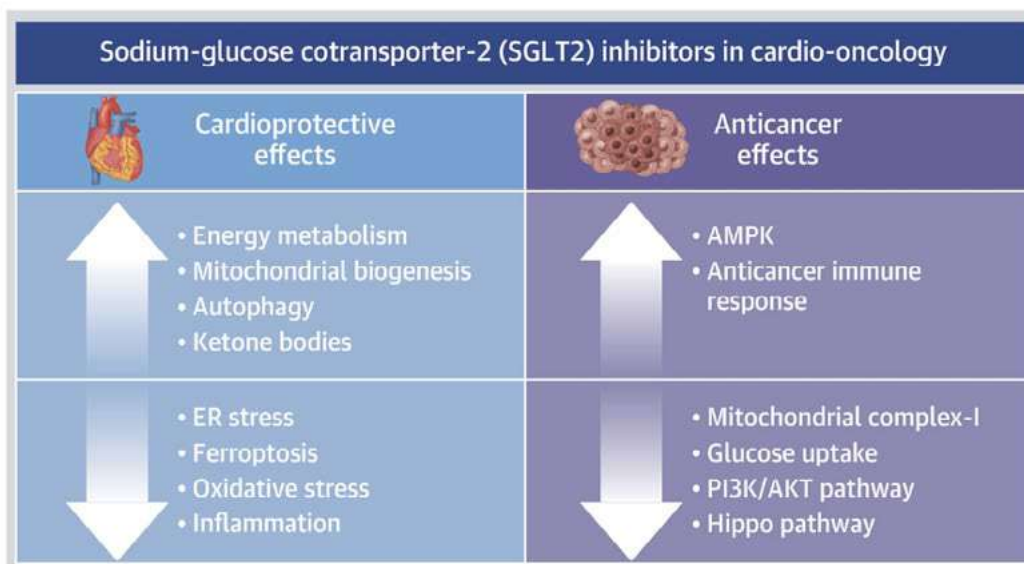 Sodium-glucose cotransporter-2 (SGLT2) inhibitors in cardio-oncology
Cardioprotective
effects
Anticancer
effects
• Energy metabolism
• Mitochondrial biogenesis
• Autophagy
• Ketone bodies
• AMPK
• Anticancer immune
response
• ER stress
• Ferroptosis
• Oxidative stress
• Inflammation
• Mitochondrial complex-I
• Glucose uptake
• PI3K/AKT pathway
• Hippo pathway